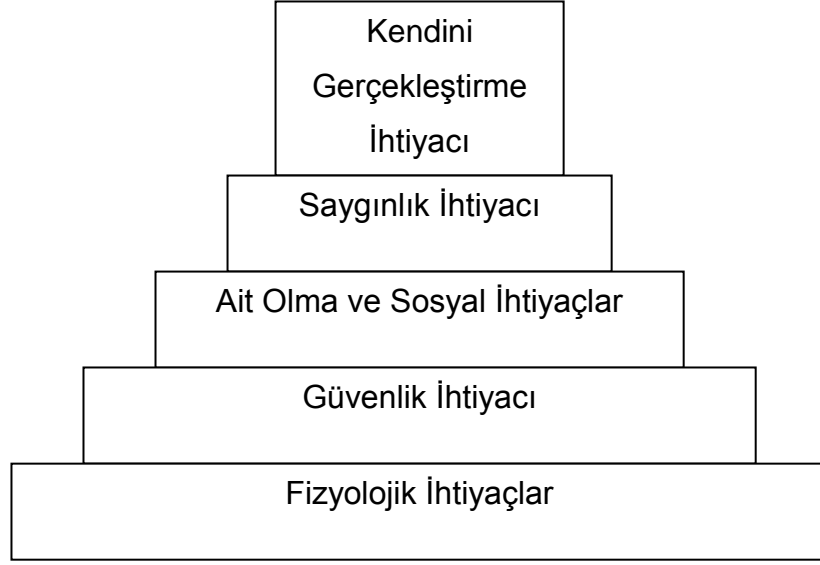 Kendini
Gerçekleştirme
İhtiyacı
Saygınlık İhtiyacı
Ait Olma ve Sosyal İhtiyaçlar
Güvenlik İhtiyacı
Fizyolojik İhtiyaçlar